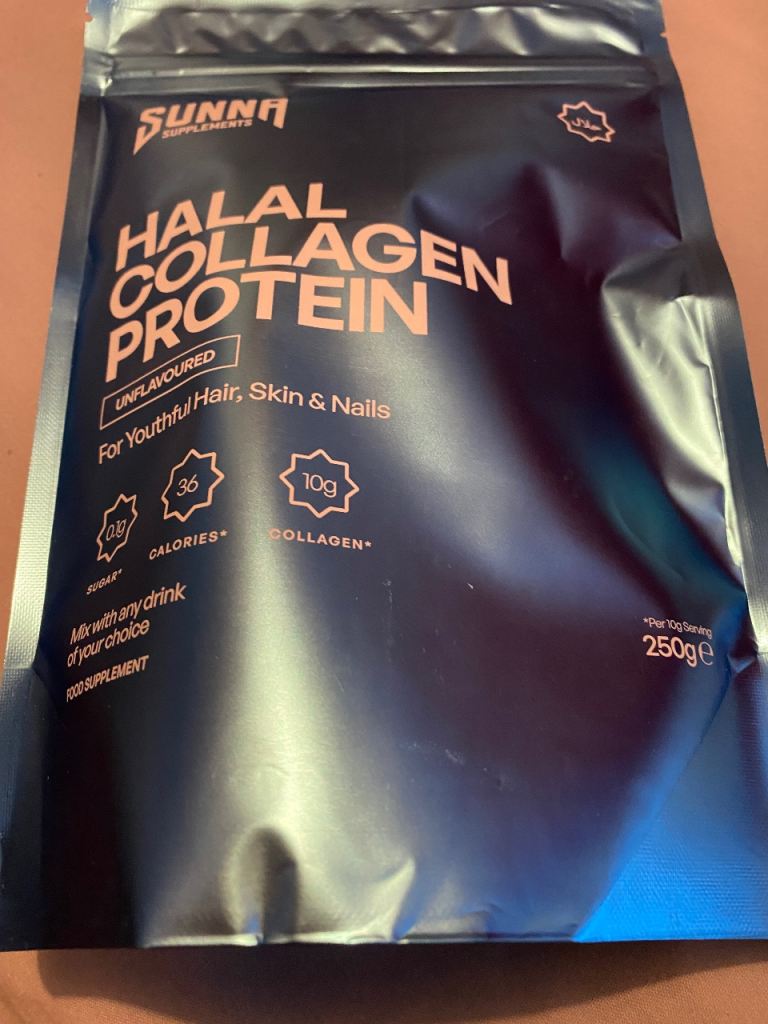 SUNNA
SUPPLEMENTS
حلال
HALAL
COLLAGEN
PROTEIN
UNFLAVOURED
For Youthful Hair, Skin & Nails
0.1g
SUGAR*
36
CALORIES*
10g
COLLAGEN*
Mix with any drink
of your choice
FOOD SUPPLEMENT
*Per 10g Serving
250g℮